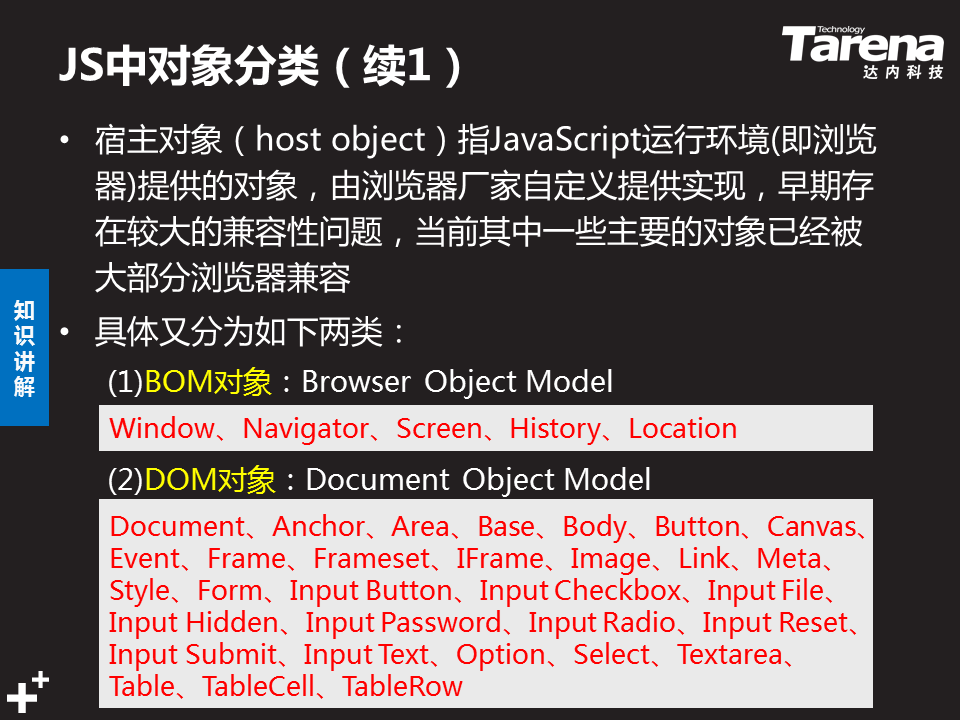 JS中对象分类（续1）
Technology
Tarena
达内科技
• 宿主对象（host object）指JavaScript运行环境(即浏览
器)提供的对象，由浏览器厂家自定义提供实现，早期存
在较大的兼容性问题，当前其中一些主要的对象已经被
大部分浏览器兼容
知
识
讲
解
• 具体又分为如下两类：
(1)BOM对象：Browser Object Model
Window、Navigator、Screen、History、Location
(2)DOM对象：Document Object Model
Document、Anchor、Area、Base、Body、Button、Canvas、
Event、Frame、Frameset、IFrame、Image、Link、Meta、
Style、Form、Input Button、Input Checkbox、Input File、
Input Hidden、Input Password、Input Radio、Input Reset、
Input Submit、Input Text、Option、Select、Textarea、
Table、TableCell、TableRow